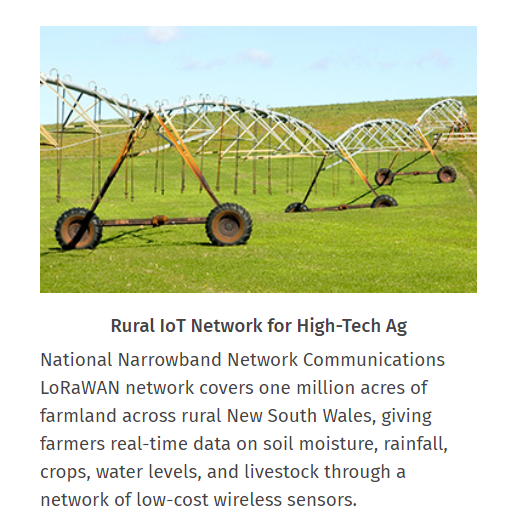 Rural IoT Network for High-Tech Ag
National Narrowband Network Communications
LoRaWAN network covers one million acres of
farmland across rural New South Wales, giving
farmers real-time data on soil moisture, rainfall,
crops, water levels, and livestock through a
network of low-cost wireless sensors.